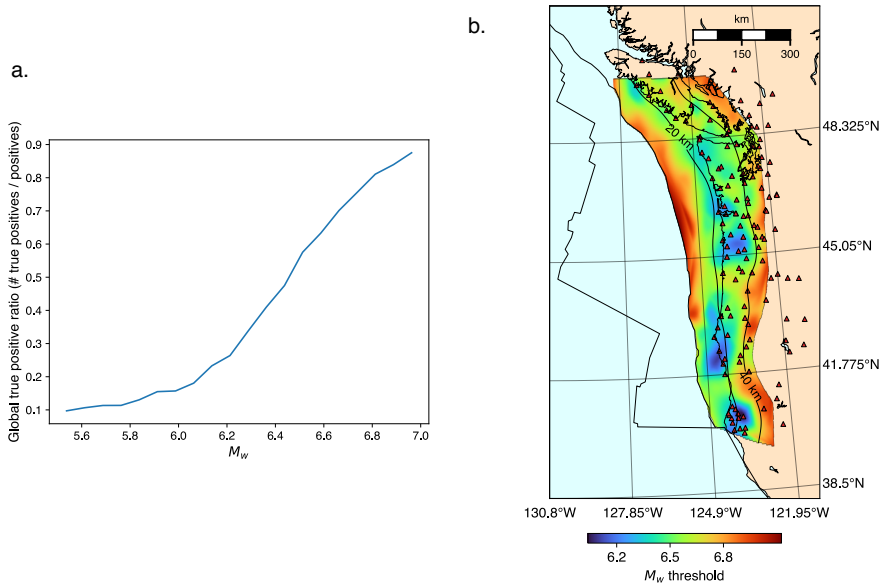 a.
Global true positive ratio (# true positives / positives)
0.9
0.8
0.7
0.6
0.5
0.4
0.3
0.2
0.1
5.6 5.8 6.0 6.2 6.4 6.6 6.8 7.0
Mw
b.
km
0 150 300
20 km
40 km
48.325°N
45.05°N
41.775°N
38.5°N
130.8°W 127.85°W 124.9°W 121.95°W
6.2 6.5 6.8
Mw threshold